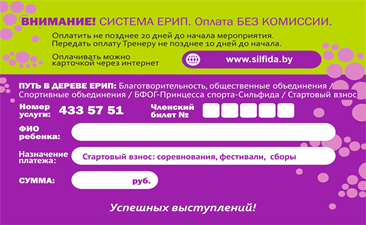 ВНИМАНИЕ! СИСТЕМА ЕРИП. Оплата БЕЗ КОМИССИИ.
Оплатить не позднее 20 дней до начала мероприятия.
Передать оплату Тренеру не позднее 10 дней до начала.
Оплачивать можно
карточкой через интернет
www.silfida.by
ПУТЬ В ДЕРЕВЕ ЕРИП: Благотворительность, общественные объединения /
Спортивные объединения / БФОГ-Принцесса спорта-Сильфида / Стартовый взнос
Номер
услуги: 433 57 51
Членский
билет №
ФИО
ребенка:
Назначение
платежа:
Стартовый взнос: соревнования, фестивали, сборы
СУММА: руб.
Успешных выступлений!